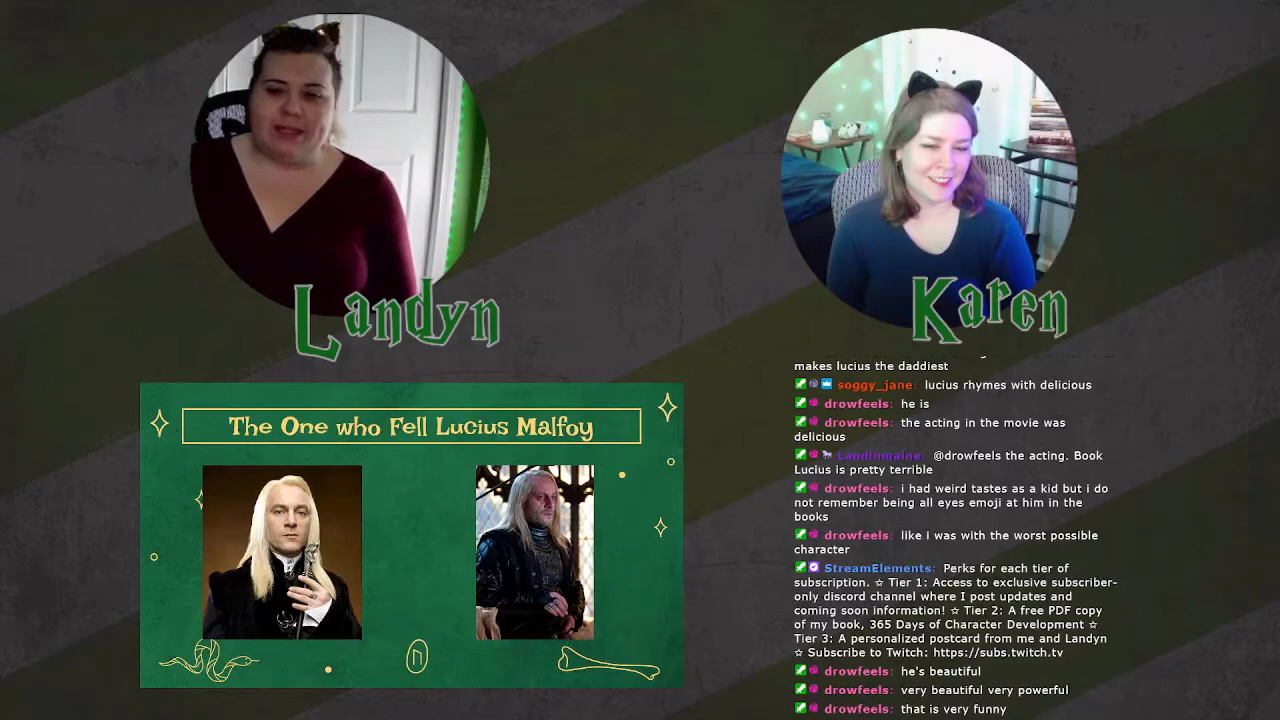 Landyn
Karen
The One who Fell Lucius Malfoy
makes lucius the daddiest
soggy_jane: lucius rhymes with delicious
drowfeels: he is
drowfeels: the acting in the movie was
delicious
Landinmaine @drowfeels the acting. Book
Lucius is pretty terrible
drowfeels: i had weird tastes as a kid but i do
not remember being all eyes emoji at him in the
books
drowfeels: like i was with the worst possible
character
StreamElements: Perks for each tier of
subscription. ☆ Tier 1: Access to exclusive subscriber-
only discord channel where I post updates and
coming soon information! ☆ Tier 2: A free PDF copy
of my book, 365 Days of Character Development ☆
Tier 3: A personalized postcard from me and Landyn
☆ Subscribe to Twitch: https://subs.twitch.tv
drowfeels: he's beautiful
drowfeels: very beautiful very powerful
drowfeels: that is very funny